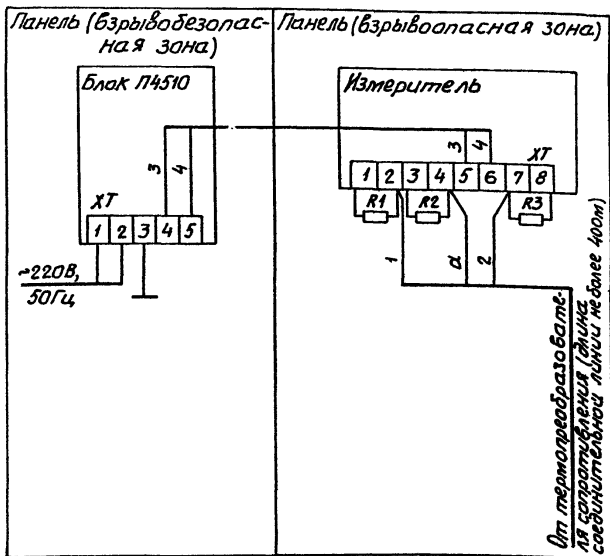 Панель (взрывобезопас-
ная зона)
Блок П4510
3
4
XT
1 2 3 4 5
~220В,
50Гц
Панель (взрывоопасная зона)
Измеритель
3
4
XT
1 2 3 4 5 6 7 8
R1 R2 R3
1
а
2
От термопреобразовате-
ля сопротивления (длина
соединительной линии не более 400м)